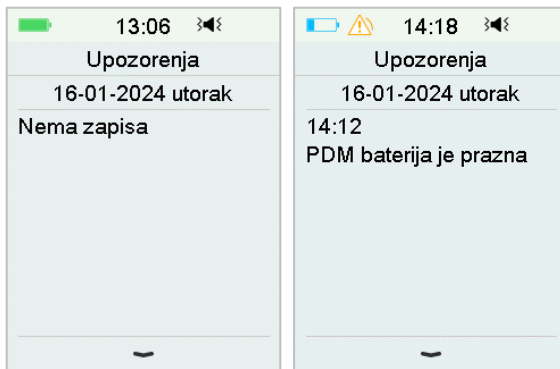 13:06
Upozorenja
16-01-2024 utorak
Nema zapisa
14:18
Upozorenja
16-01-2024 utorak
14:12
PDM baterija je prazna